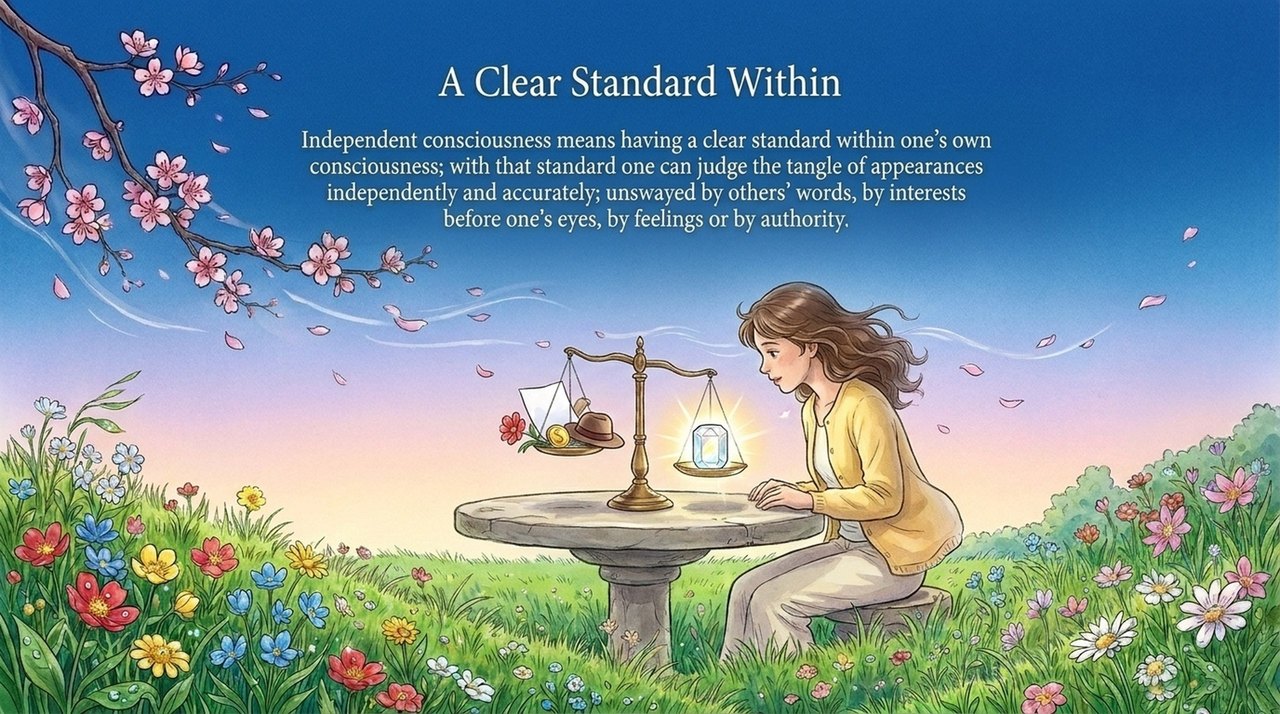 A Clear Standard Within
Independent consciousness means having a clear standard within one’s own
consciousness; with that standard one can judge the tangle of appearances
independently and accurately; unswayed by others’ words, by interests
before one’s eyes, by feelings or by authority.
$